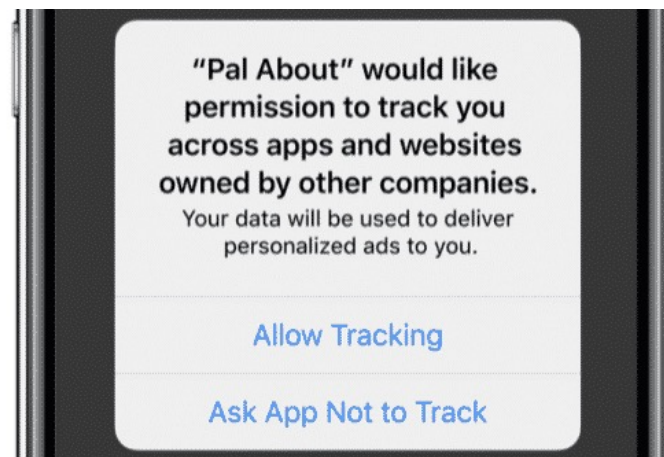 “Pal About” would like
permission to track you
across apps and websites
owned by other companies.
Your data will be used to deliver
personalized ads to you.
Allow Tracking
Ask App Not to Track